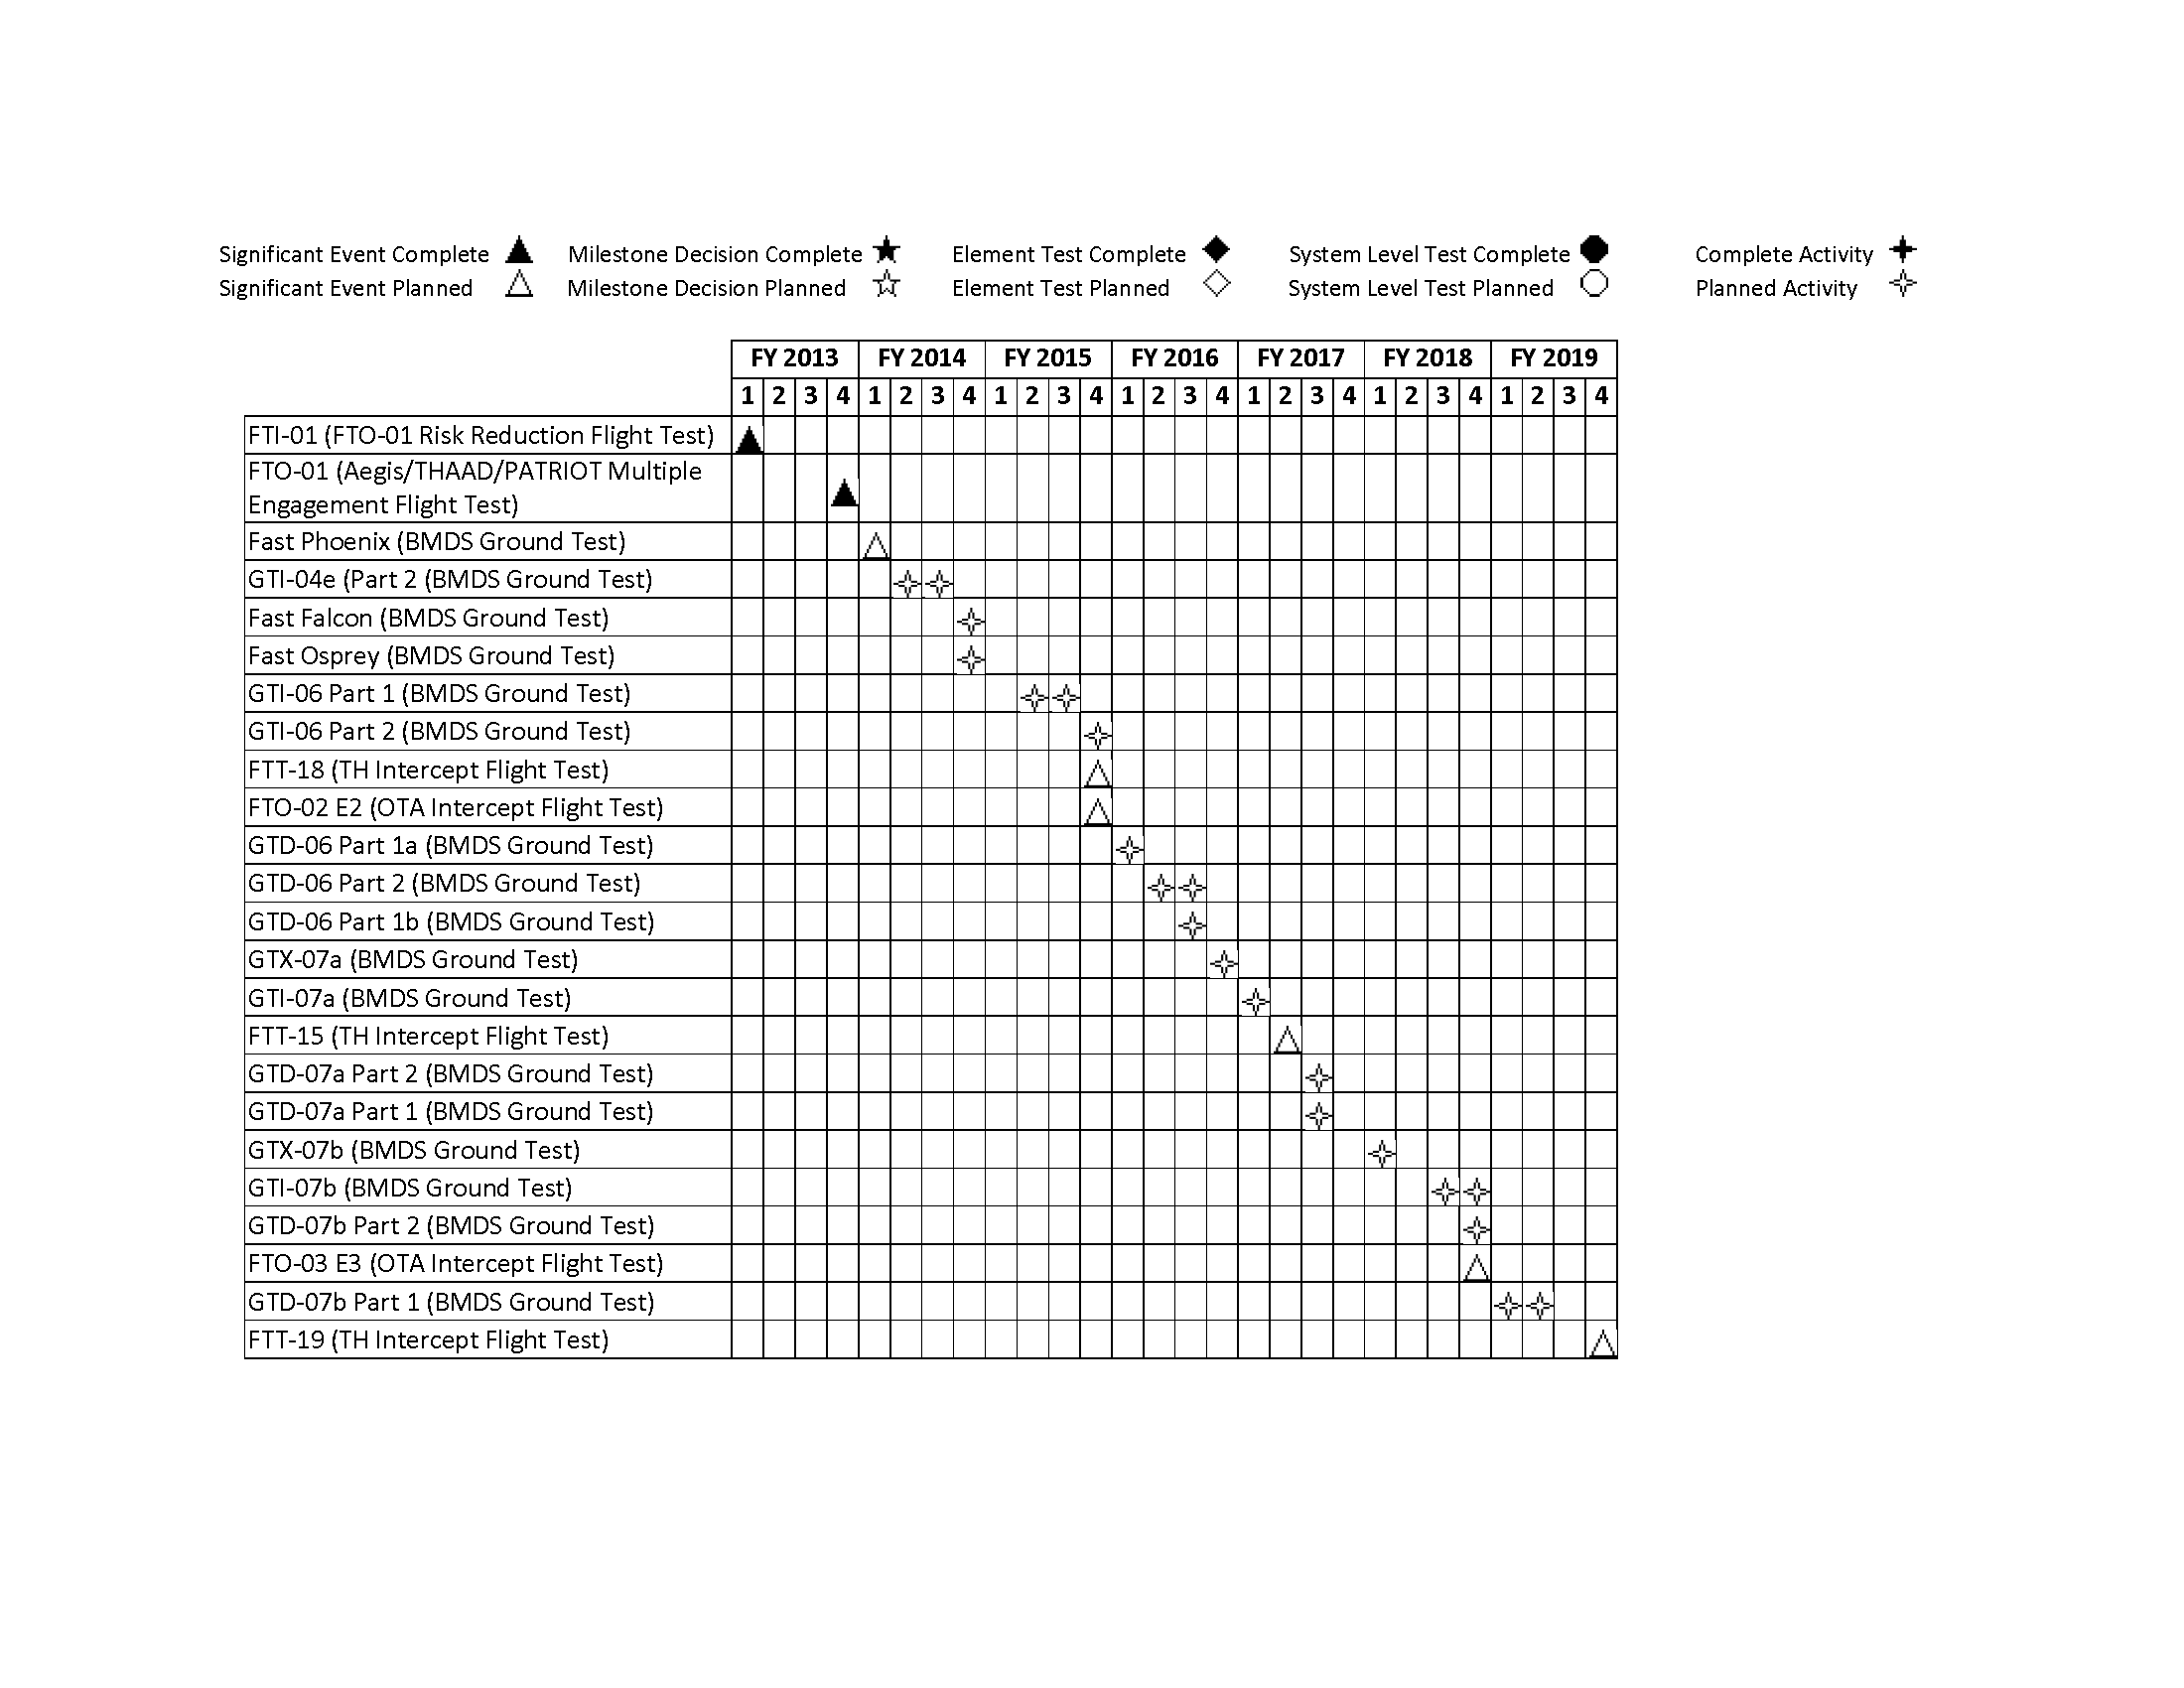 Significant Event Complete Milestone Decision Complete Element Test Complete System Level Test Complete Complete Activity
Significant Event Planned Milestone Decision Planned Element Test Planned System Level Test Planned Planned Activity
FY 2013 FY 2014 FY 2015 FY 2016 FY 2017 FY 2018 FY 2019
1 2 3 4 1 2 3 4 1 2 3 4 1 2 3 4 1 2 3 4 1 2 3 4 1 2 3 4
FTI-01 (FTO-01 Risk Reduction Flight Test)
FTO-01 (Aegis/THAAD/PATRIOT Multiple
Engagement Flight Test)
Fast Phoenix (BMDS Ground Test)
GTI-04e (Part 2 (BMDS Ground Test)
Fast Falcon (BMDS Ground Test)
Fast Osprey (BMDS Ground Test)
GTI-06 Part 1 (BMDS Ground Test)
GTI-06 Part 2 (BMDS Ground Test)
FTT-18 (TH Intercept Flight Test)
FTO-02 E2 (OTA Intercept Flight Test)
GTD-06 Part 1a (BMDS Ground Test)
GTD-06 Part 2 (BMDS Ground Test)
GTD-06 Part 1b (BMDS Ground Test)
GTX-07a (BMDS Ground Test)
GTI-07a (BMDS Ground Test)
FTT-15 (TH Intercept Flight Test)
GTD-07a Part 2 (BMDS Ground Test)
GTD-07a Part 1 (BMDS Ground Test)
GTX-07b (BMDS Ground Test)
GTI-07b (BMDS Ground Test)
GTD-07b Part 2 (BMDS Ground Test)
FTO-03 E3 (OTA Intercept Flight Test)
GTD-07b Part 1 (BMDS Ground Test)
FTT-19 (TH Intercept Flight Test)